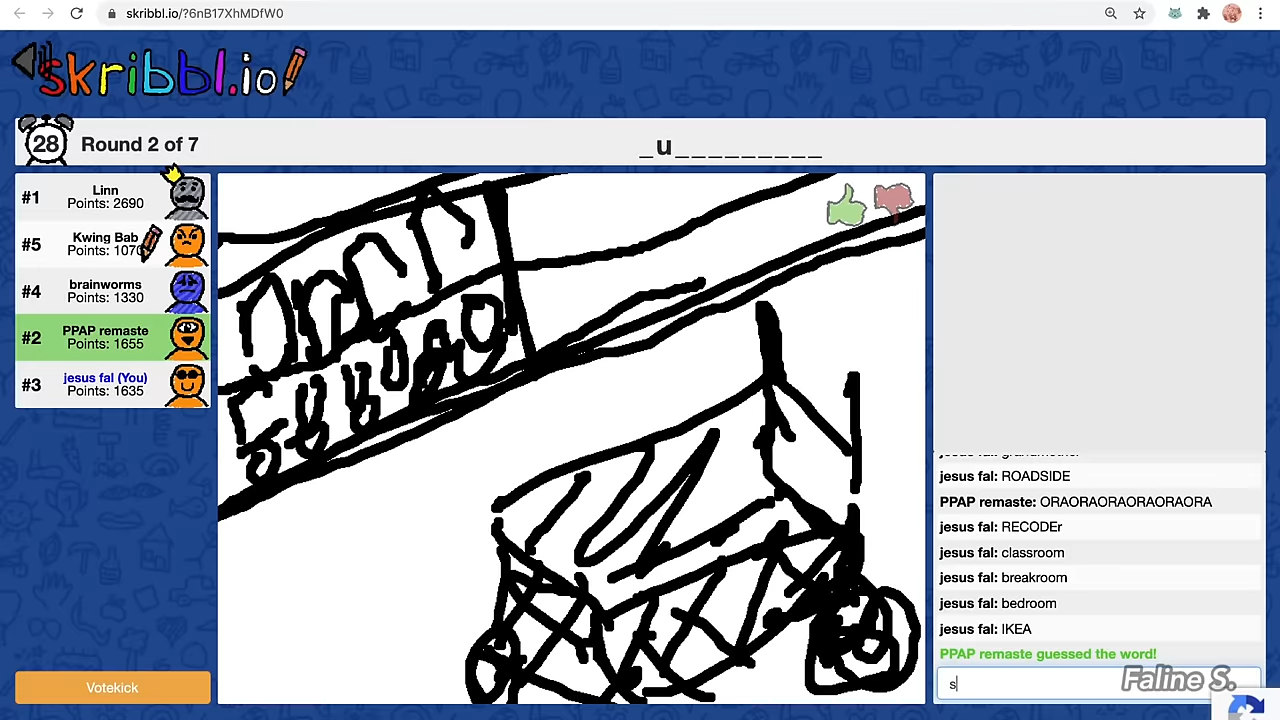 skribbl.io/?6nB17XhMDfW0
skribbl.io
28
Round 2 of 7
_u_________
#1
Linn
Points: 2690
#5
Kwing Bab
Points: 1070
#4
brainworms
Points: 1330
#2
PPAP remaste
Points: 1655
#3
jesus fal (You)
Points: 1635
Votekick
jesus fal: grandmother
jesus fal: ROADSIDE
PPAP remaste: ORAORAORAORAORAORA
jesus fal: RECODEr
jesus fal: classroom
jesus fal: breakroom
jesus fal: bedroom
jesus fal: IKEA
PPAP remaste guessed the word!
s
Faline S.